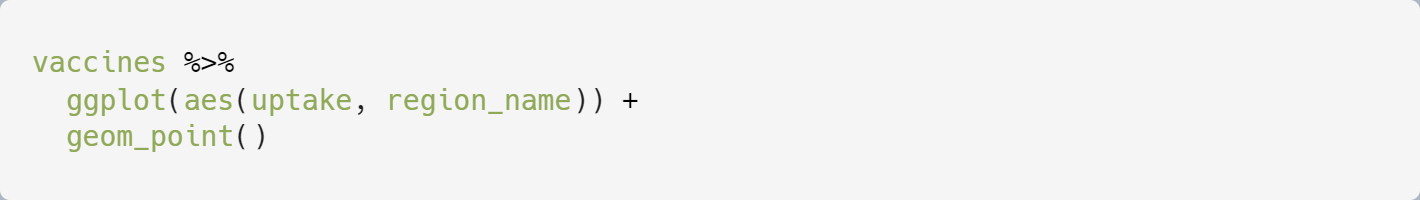 vaccines %>%
  ggplot(aes(uptake, region_name)) +
  geom_point()